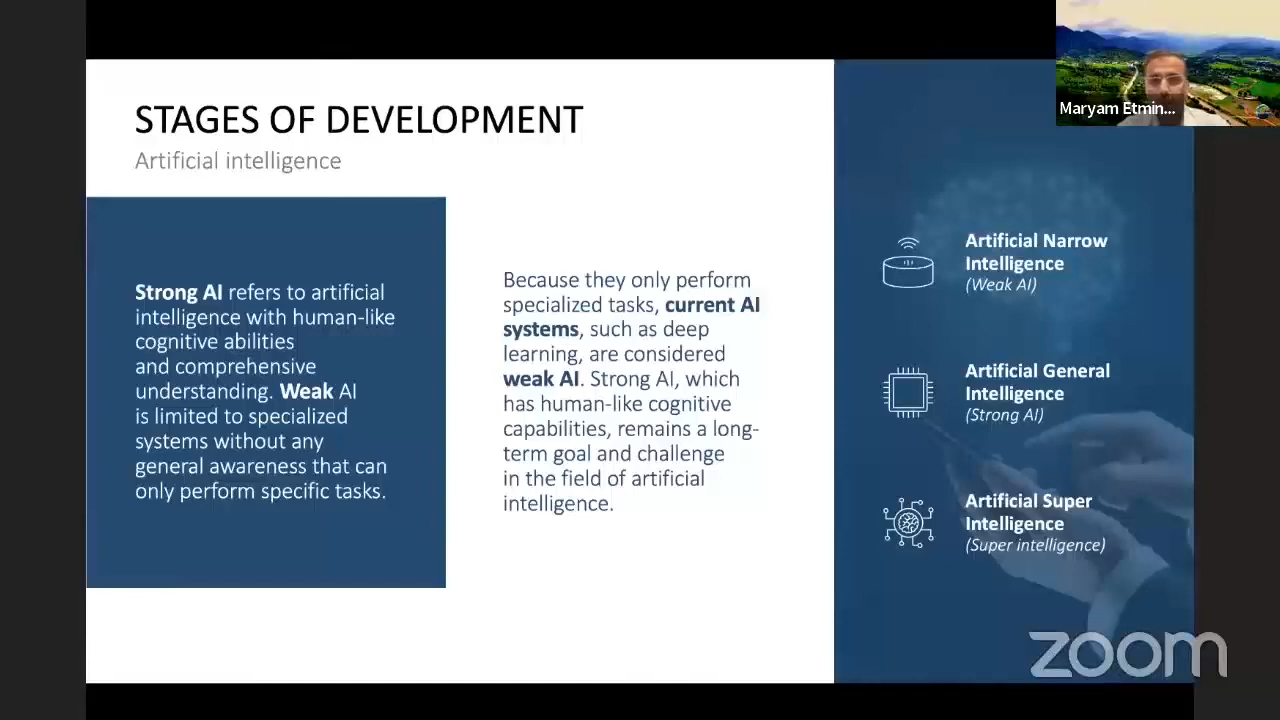 STAGES OF DEVELOPMENT
Artificial intelligence
Strong AI refers to artificial
intelligence with human-like
cognitive abilities
and comprehensive
understanding. Weak AI
is limited to specialized
systems without any
general awareness that can
only perform specific tasks.
Because they only perform
specialized tasks, current AI
systems, such as deep
learning, are considered
weak AI. Strong AI, which
has human-like cognitive
capabilities, remains a long-
term goal and challenge
in the field of artificial
intelligence.
Artificial Narrow
Intelligence
(Weak AI)
Artificial General
Intelligence
(Strong AI)
Artificial Super
Intelligence
(Super intelligence)
Maryam Etmin...
zoom